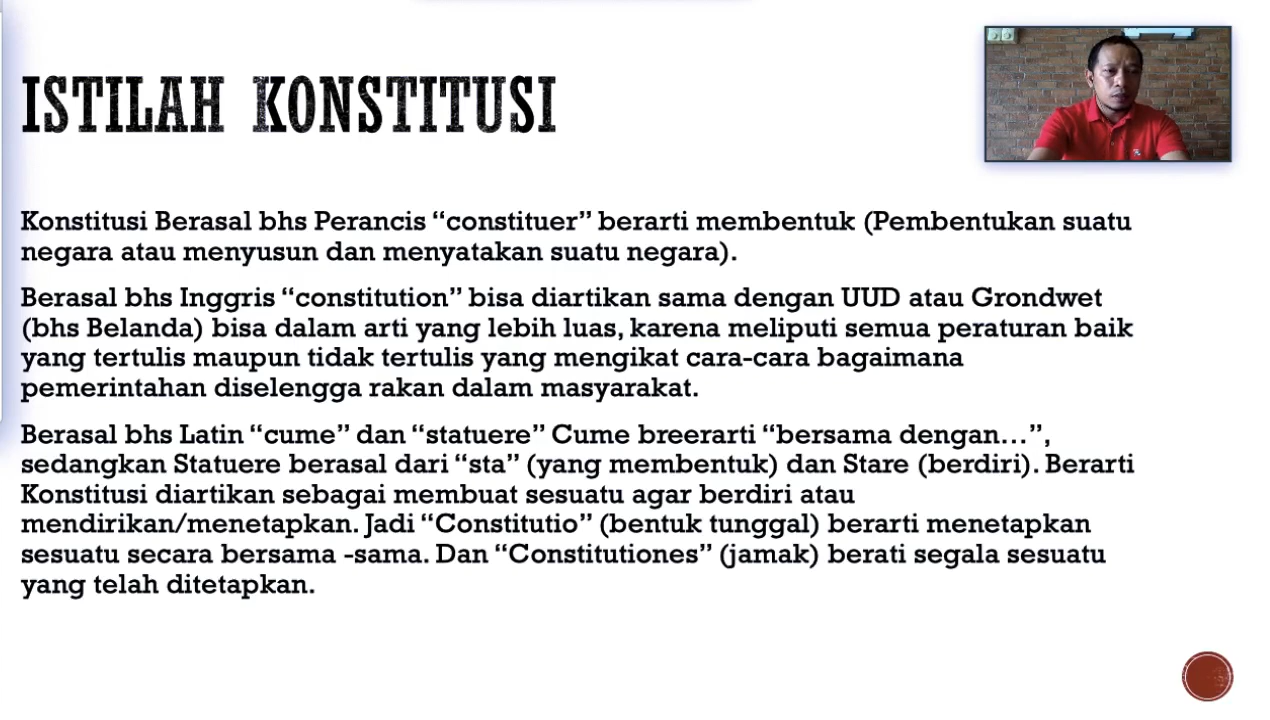 ISTILAH KONSTITUSI
Konstitusi Berasal bhs Perancis “constituer” berarti membentuk (Pembentukan suatu
negara atau menyusun dan menyatakan suatu negara).
Berasal bhs Inggris “constitution” bisa diartikan sama dengan UUD atau Grondwet
(bhs Belanda) bisa dalam arti yang lebih luas, karena meliputi semua peraturan baik
yang tertulis maupun tidak tertulis yang mengikat cara-cara bagaimana
pemerintahan diselengga rakan dalam masyarakat.
Berasal bhs Latin “cume” dan “statuere” Cume breerarti “bersama dengan…”,
sedangkan Statuere berasal dari “sta” (yang membentuk) dan Stare (berdiri). Berarti
Konstitusi diartikan sebagai membuat sesuatu agar berdiri atau
mendirikan/menetapkan. Jadi “Constitutio” (bentuk tunggal) berarti menetapkan
sesuatu secara bersama -sama. Dan “Constitutiones” (jamak) berati segala sesuatu
yang telah ditetapkan.